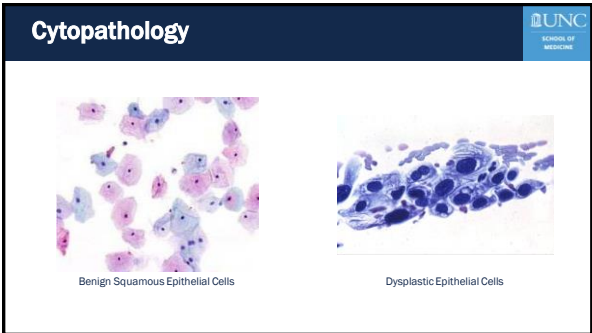 Cytopathology
UNC
SCHOOL OF
MEDICINE
Benign Squamous Epithelial Cells
Dysplastic Epithelial Cells